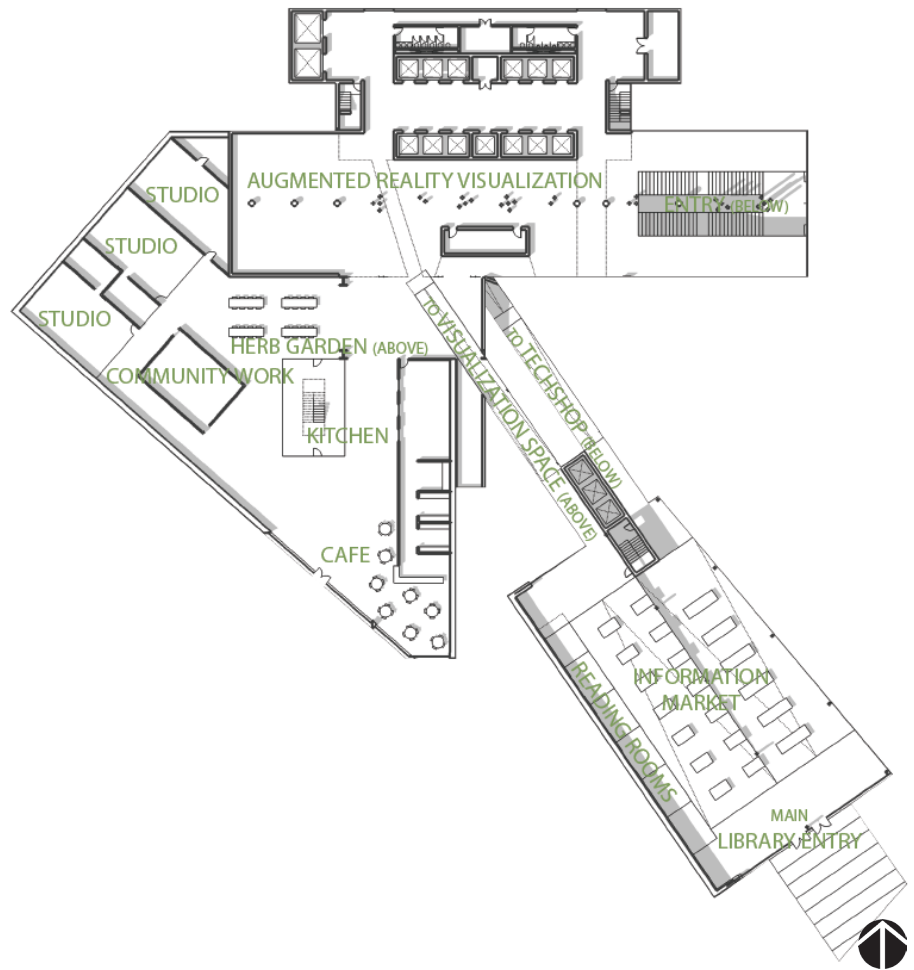 AUGMENTED REALITY VISUALIZATION
ENTRY (BELOW)
STUDIO
STUDIO
STUDIO
HERB GARDEN (ABOVE)
COMMUNITY WORK
KITCHEN
CAFE
TO VISUALIZATION SPACE (ABOVE)
TO TECHSHOP (BELOW)
READING ROOMS
INFORMATION
MARKET
MAIN
LIBRARY ENTRY